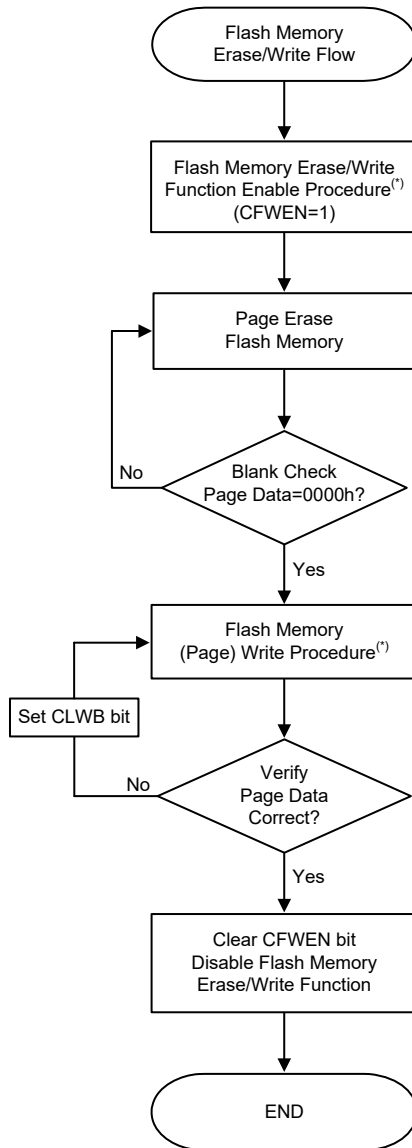 Flash Memory
Erase/Write Flow
Flash Memory Erase/Write
Function Enable Procedure(*)
(CFWEN=1)
Page Erase
Flash Memory
No
Blank Check
Page Data=0000h?
Yes
Flash Memory
(Page) Write Procedure(*)
Set CLWB bit
No
Verify
Page Data
Correct?
Yes
Clear CFWEN bit
Disable Flash Memory
Erase/Write Function
END